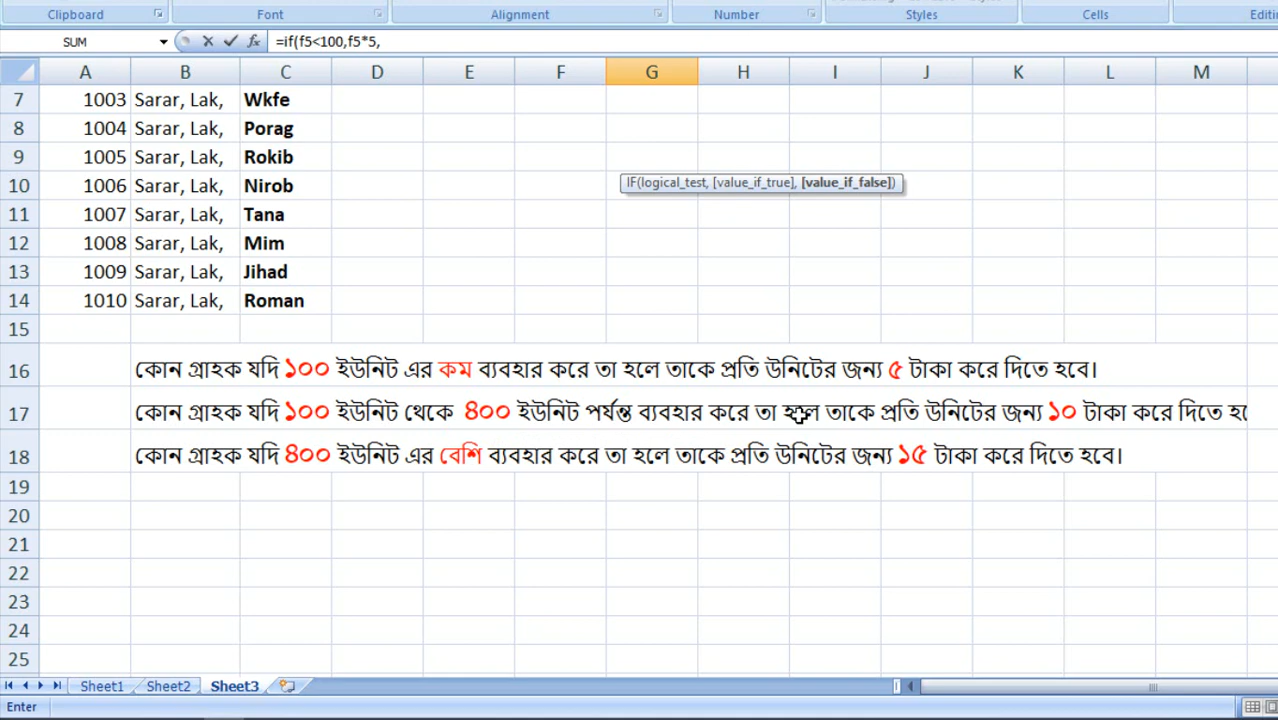 Clipboard Font Alignment Number Styles Cells
SUM =if(f5<100,f5*5,
A B C D E F G H I J K L M
7 1003 Sarar, Lak, Wkfe
8 1004 Sarar, Lak, Porag
9 1005 Sarar, Lak, Rokib
10 1006 Sarar, Lak, Nirob
IF(logical_test, [value_if_true], [value_if_false])
11 1007 Sarar, Lak, Tana
12 1008 Sarar, Lak, Mim
13 1009 Sarar, Lak, Jihad
14 1010 Sarar, Lak, Roman
15
16 কোন গ্রাহক যদি ১০০ ইউনিট এর কম ব্যবহার করে তা হলে তাকে প্রতি উনিটের জন্য ৫ টাকা করে দিতে হবে।
17 কোন গ্রাহক যদি ১০০ ইউনিট থেকে ৪০০ ইউনিট পর্যন্ত ব্যবহার করে তা হলে তাকে প্রতি উনিটের জন্য ১০ টাকা করে দিতে
18 কোন গ্রাহক যদি ৪০০ ইউনিট এর বেশি ব্যবহার করে তা হলে তাকে প্রতি উনিটের জন্য ১৫ টাকা করে দিতে হবে।
19
20
21
22
23
24
25
Sheet1 Sheet2 Sheet3
Enter